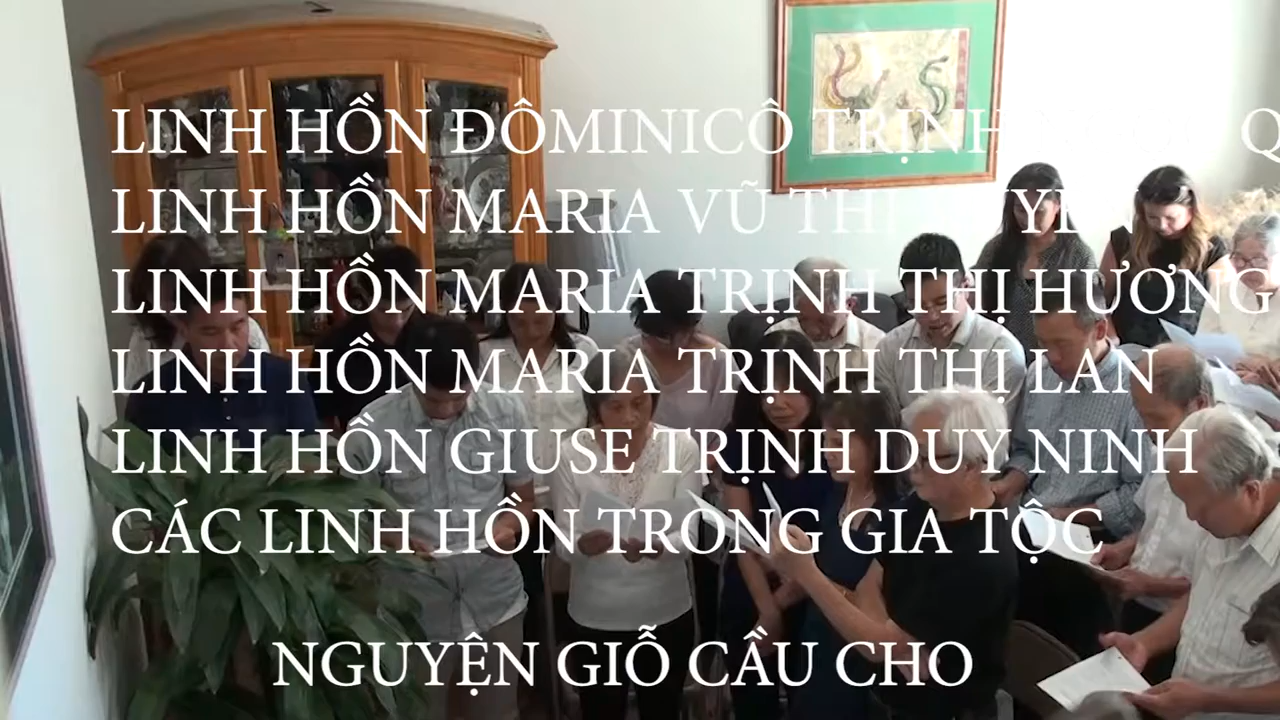 LINH HỒN ĐÔMINICÔ TRỊNH
LINH HỒN MARIA VŨ THỊ
LINH HỒN MARIA TRỊNH THỊ HƯƠNG
LINH HỒN MARIA TRỊNH THỊ LAN
LINH HỒN GIUSE TRỊNH DUY NINH
CÁC LINH HỒN TRONG GIA TỘC
NGUYỆN GIỖ CẦU CHO